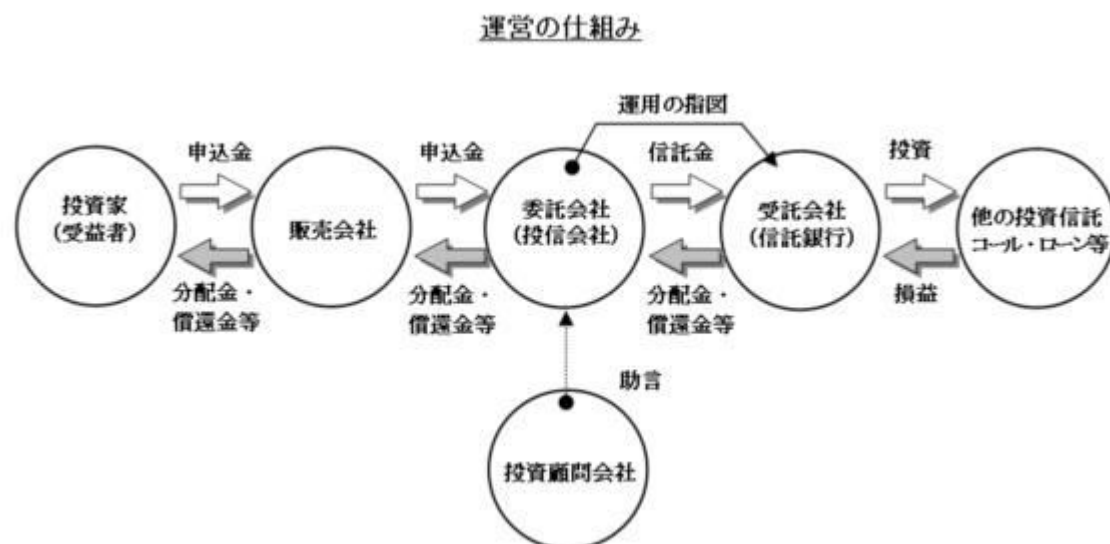 運営の仕組み
運用の指図
申込金
申込金
信託金
投資
投資家
(受益者)
販売会社
委託会社
(投信会社)
受託会社
(信託銀行)
他の投資信託
コール・ローン等
分配金・
償還金等
分配金・
償還金等
分配金・
償還金等
損益
助言
投資顧問会社